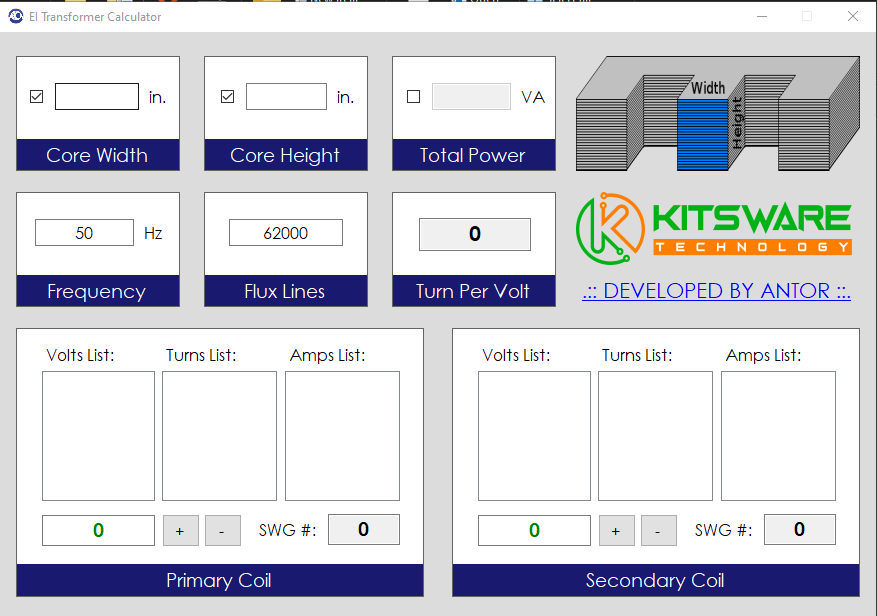 EI Transformer Calculator
in.
in.
VA
Core Width
Core Height
Total Power
Width
Height
50 Hz
62000
0
Frequency
Flux Lines
Turn Per Volt
KITSWARE
TECHNOLOGY
.:: DEVELOPED BY ANTOR ::.
Volts List: Turns List: Amps List:
0 + - SWG #: 0
Primary Coil
Volts List: Turns List: Amps List:
0 + - SWG #: 0
Secondary Coil